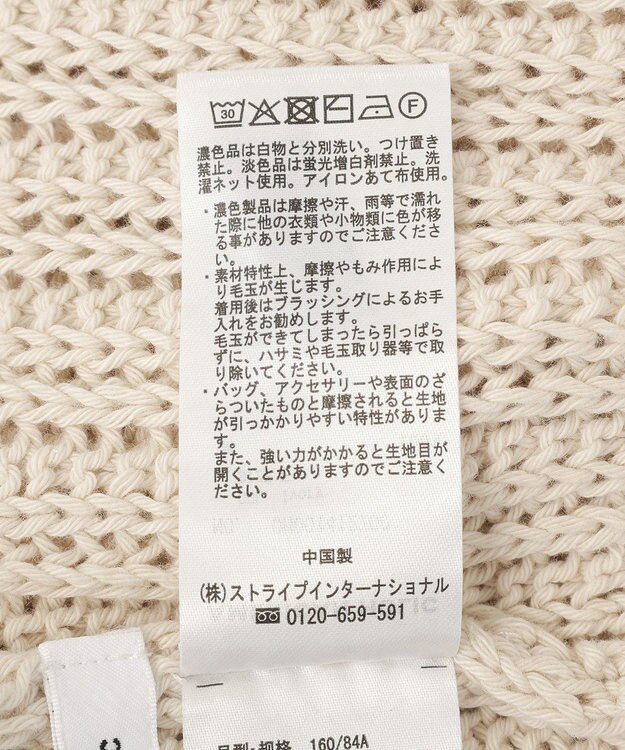 30 F
濃色品は白物と分別洗い。つけ置き
禁止。淡色品は蛍光増白剤禁止。洗
濯ネット使用。アイロンあて布使用。
・濃色製品は摩擦や汗、雨等で濡れ
た際に他の衣類や小物類に色が移
る事がありますのでご注意くださ
い。
・素材特性上、摩擦やもみ作用によ
り毛玉が生じます。
着用後はブラッシングによるお手
入れをお勧めします。
毛玉ができてしまったら引っぱら
ずに、ハサミや毛玉取り器等で取
り除いてください。
・バッグ、アクセサリーや表面のざ
らついたものと摩擦されると生地
が引っかかりやすい特性がありま
す。
また、強い力がかかると生地目が
開くことがありますのでご注意く
ださい。
中国製
(株)ストライプインターナショナル
0120-659-591
号型·规格 160/84A